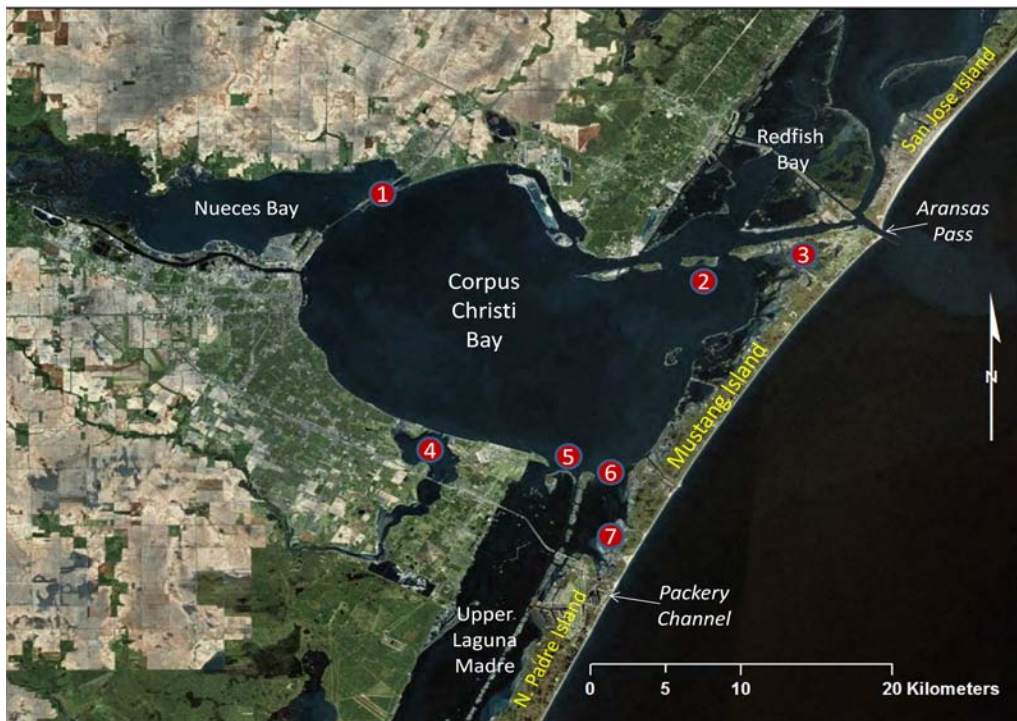 San Jose Island
Redfish
Bay
1
Nueces Bay
Aransas
Pass
3
2
Corpus
Christi
Bay
N
Mustang Island
4
5
6
7
Packery
Channel
Upper
Laguna
Madre
N. Padre Island
0 5 10 20 Kilometers